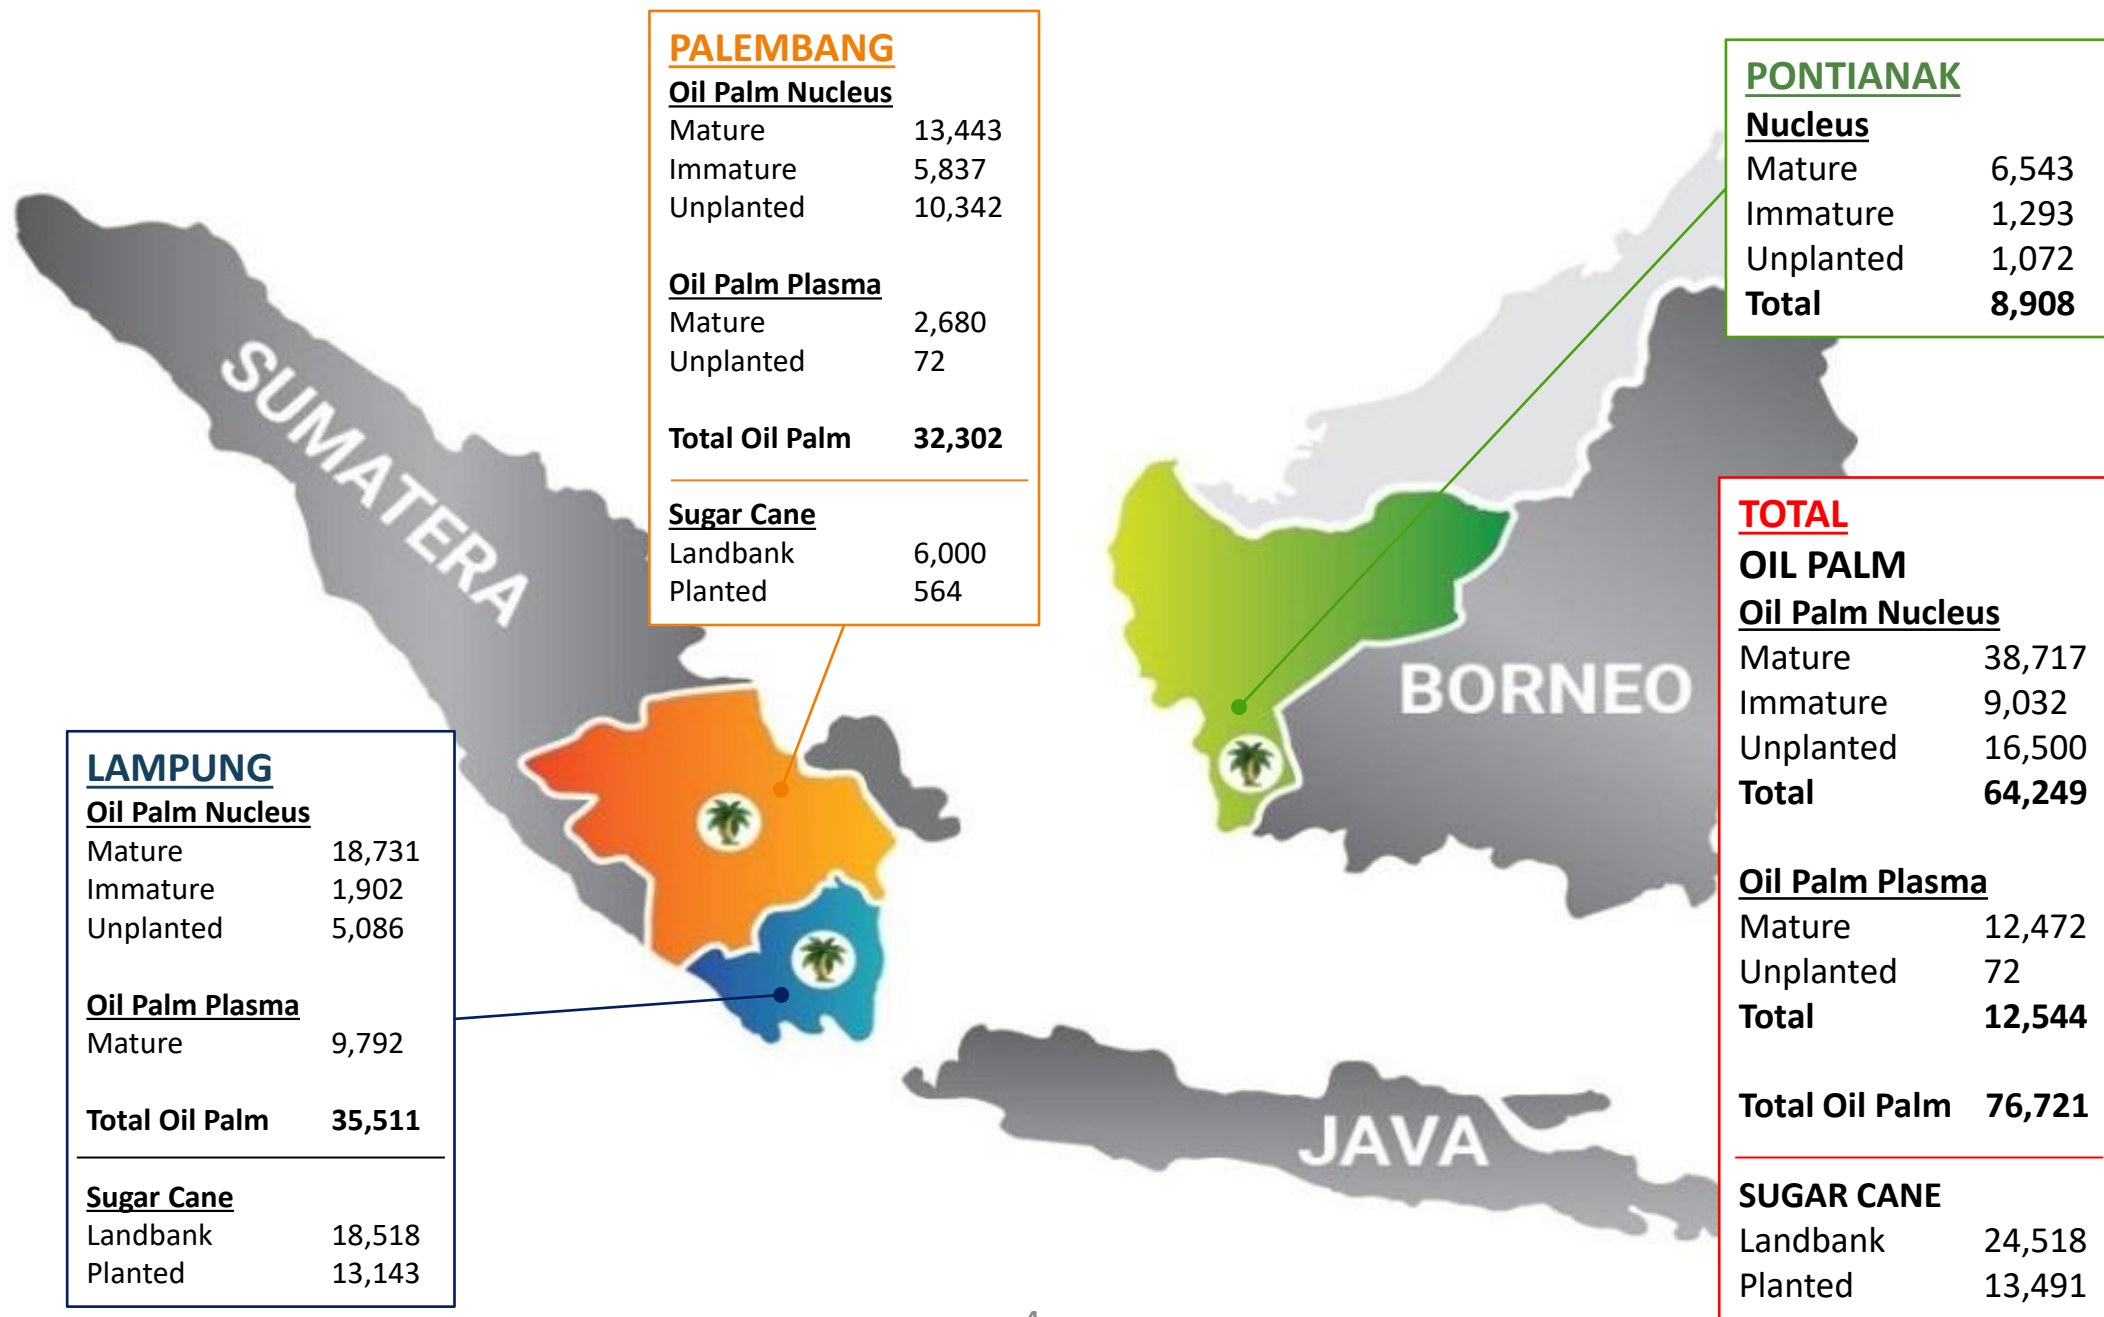 PALEMBANG
Oil Palm Nucleus
Mature 13,443
Immature 5,837
Unplanted 10,342
Oil Palm Plasma
Mature 2,680
Unplanted 72
Total Oil Palm 32,302
Sugar Cane
Landbank 6,000
Planted 564
PONTIANAK
Nucleus
Mature 6,543
Immature 1,293
Unplanted 1,072
Total 8,908
SUMATERA
BORNEO
JAVA
LAMPUNG
Oil Palm Nucleus
Mature 18,731
Immature 1,902
Unplanted 5,086
Oil Palm Plasma
Mature 9,792
Total Oil Palm 35,511
Sugar Cane
Landbank 18,518
Planted 13,143
TOTAL
OIL PALM
Oil Palm Nucleus
Mature 38,717
Immature 9,032
Unplanted 16,500
Total 64,249
Oil Palm Plasma
Mature 12,472
Unplanted 72
Total 12,544
Total Oil Palm 76,721
SUGAR CANE
Landbank 24,518
Planted 13,491